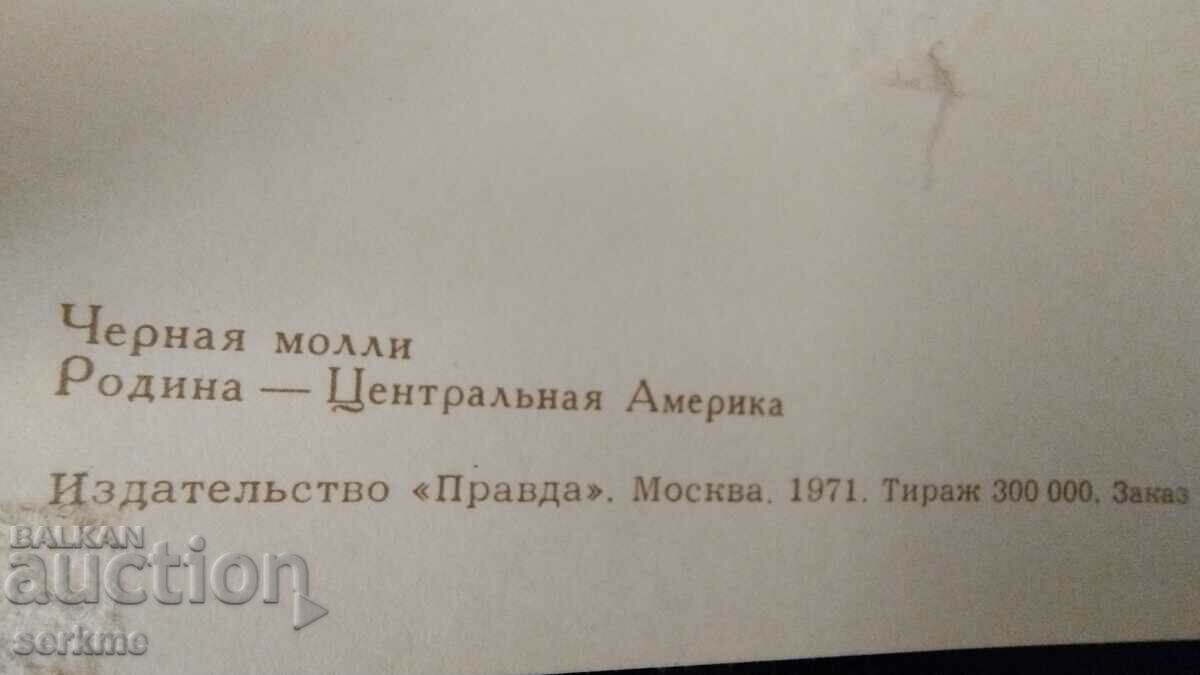 Черная молли
Родина — Центральная Америка
Издательство «Правда». Москва. 1971. Тираж 300 000. Заказ
BALKAN
auction
serkme